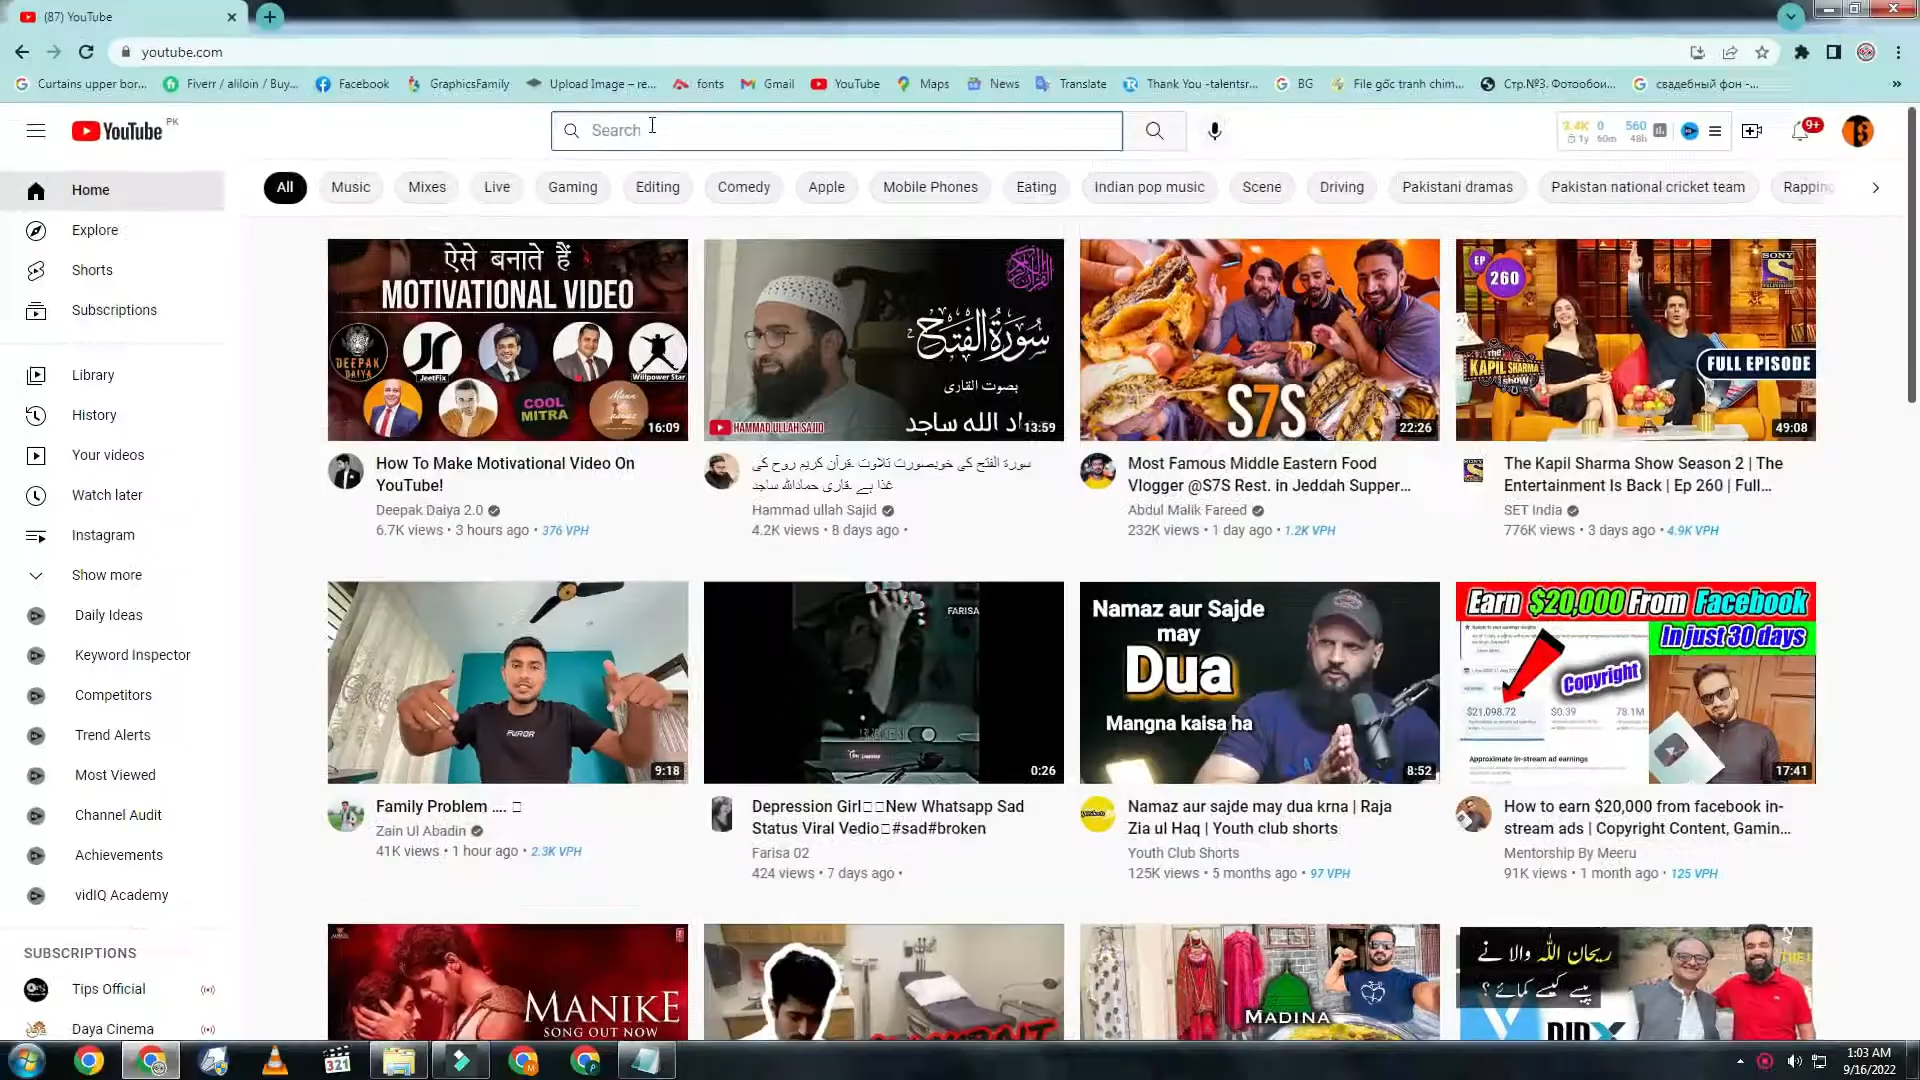 (87) YouTube
youtube.com
Curtains upper bor...
Fiverr / aliloin / Buy...
Facebook
GraphicsFamily
Upload Image – re...
fonts
Gmail
YouTube
Maps
News
Translate
Thank You -talentsr...
BG
File gốc tranh chim...
Стр.№3. Фотообои...
свадебный фон -...
YouTube PK
Search
3.4K 0 560
1y 60m 48h
9+
Home
Explore
Shorts
Subscriptions
Library
History
Your videos
Watch later
Instagram
Show more
Daily Ideas
Keyword Inspector
Competitors
Trend Alerts
Most Viewed
Channel Audit
Achievements
vidIQ Academy
SUBSCRIPTIONS
Tips Official
Daya Cinema
All
Music
Mixes
Live
Gaming
Editing
Comedy
Apple
Mobile Phones
Eating
Indian pop music
Scene
Driving
Pakistani dramas
Pakistan national cricket team
Rapping
ऐसे बनाते हैं
MOTIVATIONAL VIDEO
DEEPAK DAIYA
JeetFix
Willpower Star
COOL MITRA
16:09
How To Make Motivational Video On
YouTube!
Deepak Daiya 2.0
6.7K views • 3 hours ago • 376 VPH
سورة الفتح
بصوت القاری
HAMMAD ULLAH SAJID
13:59
سورة الفتح کی خوبصورت تلاوت .قرآن کریم روح کی
غذا ہے .قاری حمادالله ساجد
Hammad ullah Sajid
4.2K views • 8 days ago •
S7S
22:26
Most Famous Middle Eastern Food
Vlogger @S7S Rest. in Jeddah Supper...
Abdul Malik Fareed
232K views • 1 day ago • 1.2K VPH
EP
260
SONY
The
KAPIL SHARMA
Show
FULL EPISODE
49:08
The Kapil Sharma Show Season 2 | The
Entertainment Is Back | Ep 260 | Full...
SET India
776K views • 3 days ago • 4.9K VPH
9:18
Family Problem ....
Zain Ul Abadin
41K views • 1 hour ago • 2.3K VPH
FARISA
0:26
Depression Girl New Whatsapp Sad
Status Viral Vedio #sad#broken
Farisa 02
424 views • 7 days ago •
Namaz aur Sajde
may
Dua
Mangna kaisa ha
8:52
Namaz aur sajde may dua krna | Raja
Zia ul Haq | Youth club shorts
Youth Club Shorts
125K views • 5 months ago • 97 VPH
Earn $20,000 From Facebook
In just 30 days
Copyright
$21,098.72
$0.39
78.1M
Approximate in-stream ad earnings
17:41
How to earn $20,000 from facebook in-
stream ads | Copyright Content, Gamin...
Mentorship By Meeru
91K views • 1 month ago • 125 VPH
MANIKE
SONG OUT NOW
MADINA
ریحان اللہ والا نے
پیسے کیسے کمائے ؟
321
1:03 AM
9/16/2022